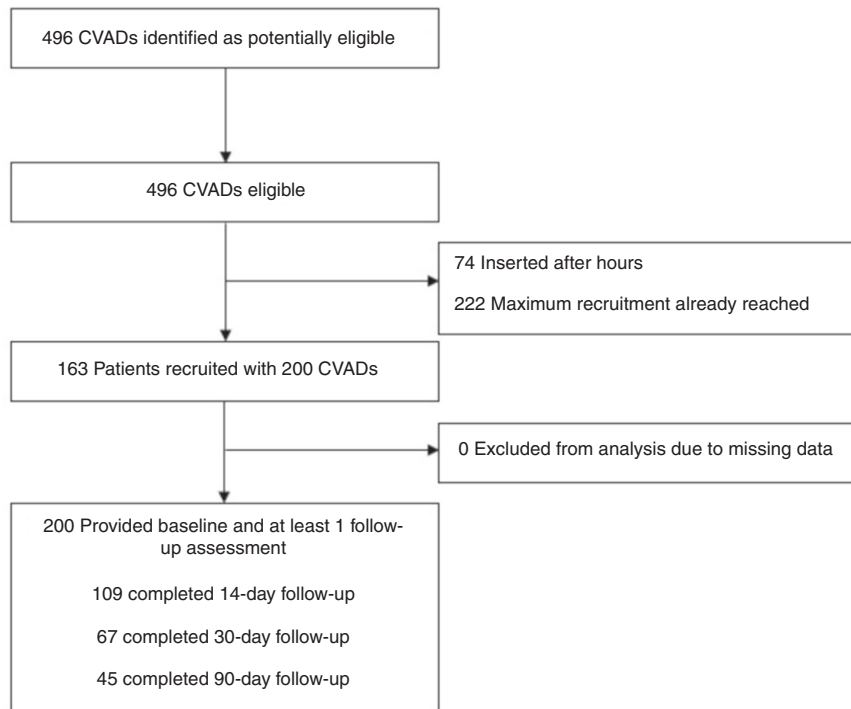 496 CVADs identified as potentially eligible
496 CVADs eligible
74 Inserted after hours
222 Maximum recruitment already reached
163 Patients recruited with 200 CVADs
0 Excluded from analysis due to missing data
200 Provided baseline and at least 1 follow-
up assessment
109 completed 14-day follow-up
67 completed 30-day follow-up
45 completed 90-day follow-up